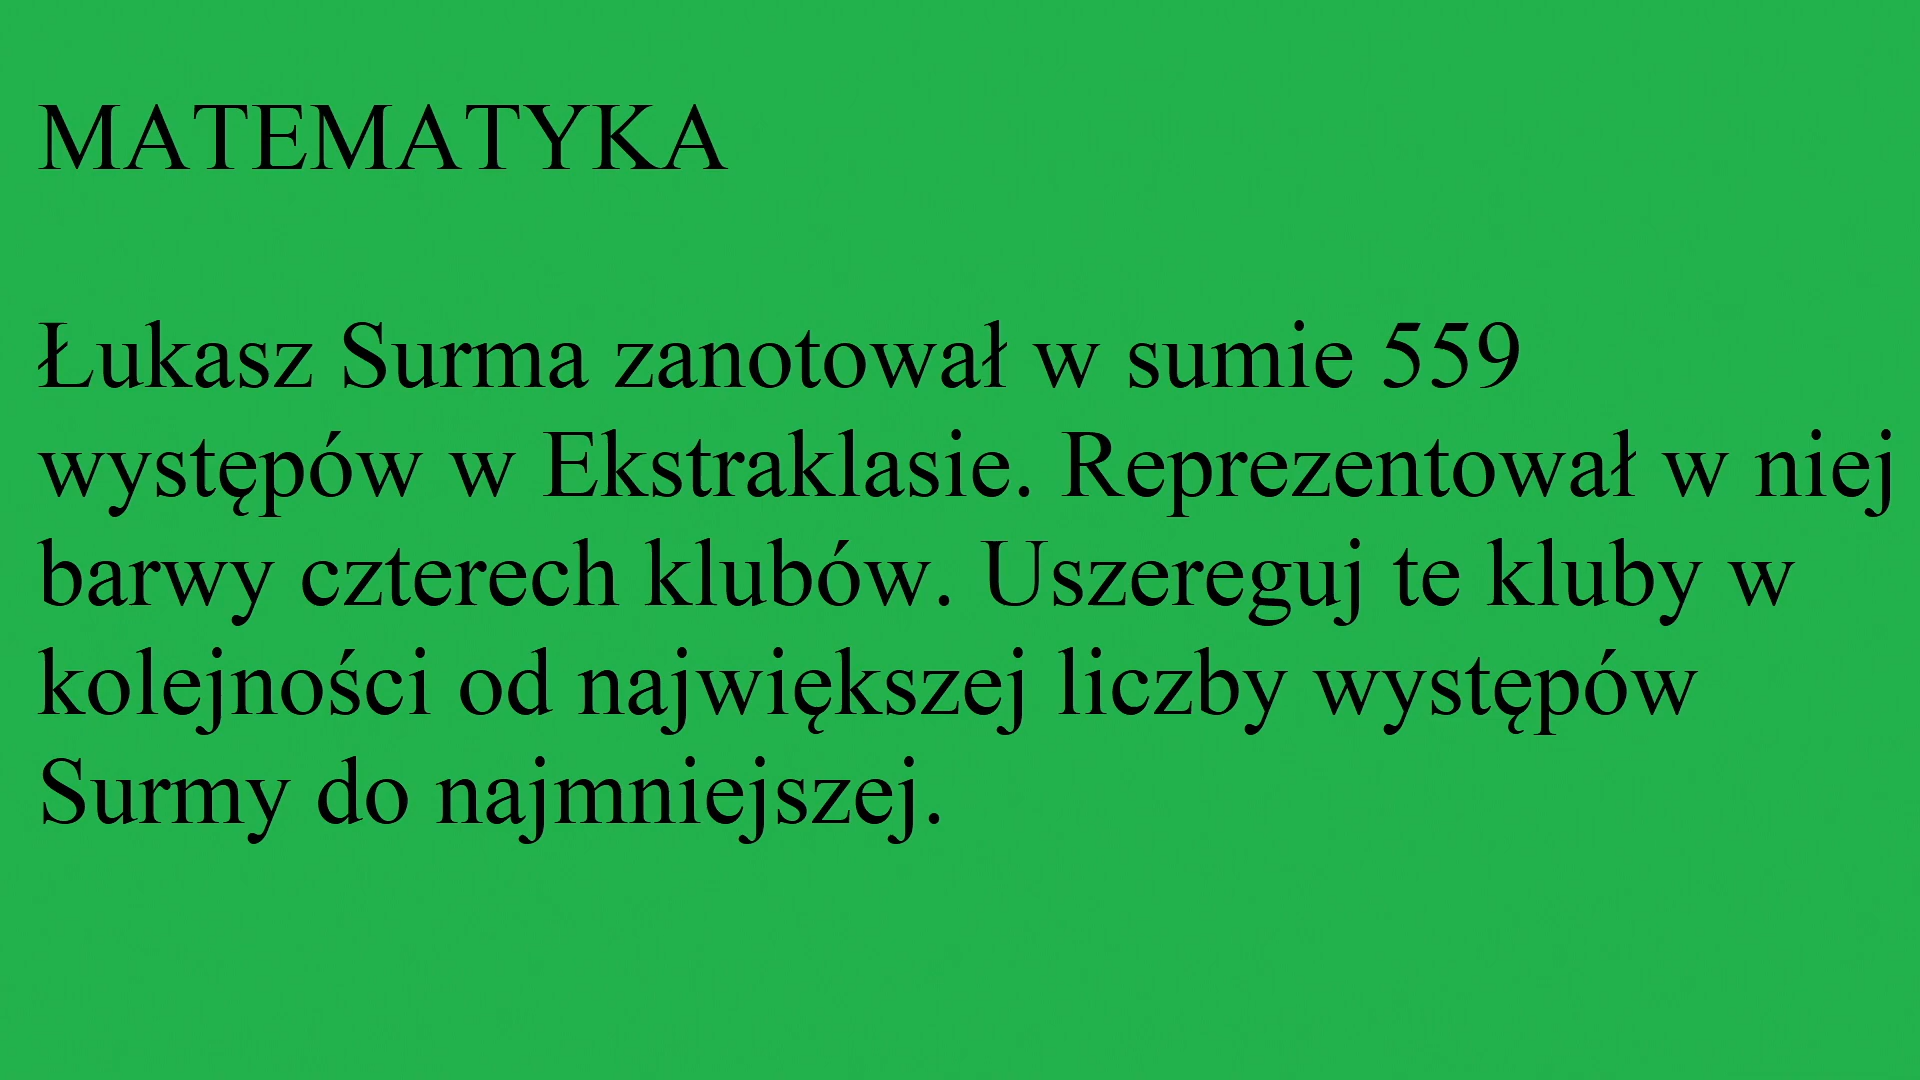 MATEMATYKA
Łukasz Surma zanotował w sumie 559
występów w Ekstraklasie. Reprezentował w niej
barwy czterech klubów. Uszereguj te kluby w
kolejności od największej liczby występów
Surmy do najmniejszej.